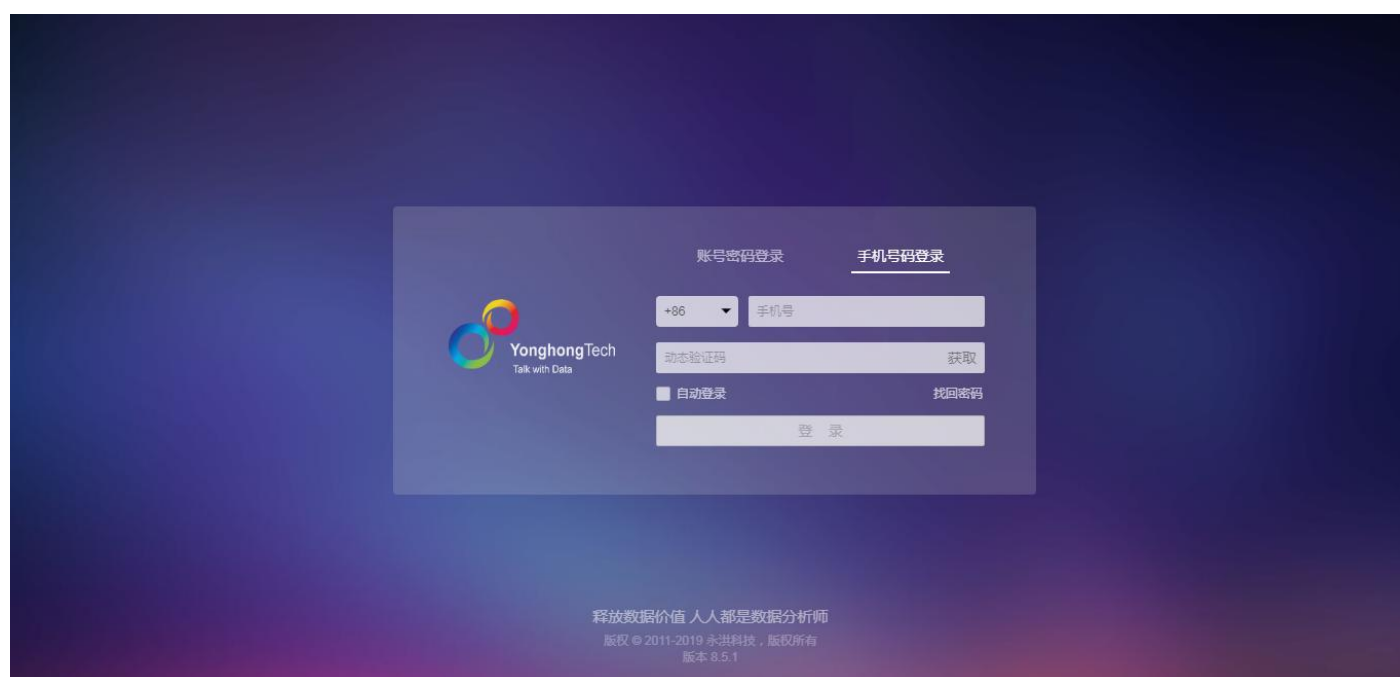 账号密码登录 手机号码登录
+86 手机号
YonghongTech
Talk with Data
动态验证码 获取
自动登录 找回密码
登 录
释放数据价值 人人都是数据分析师
版权 © 2011-2019 永洪科技，版权所有
版本 8.5.1